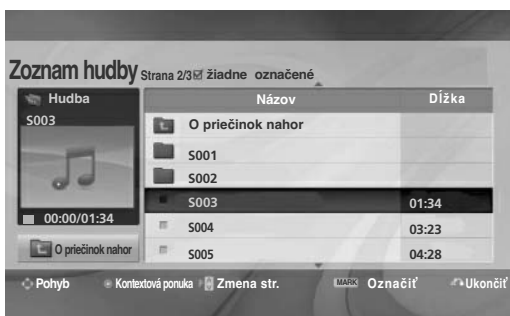 Zoznam hudby Strana 2/3 žiadne označené
Hudba
S003
00:00/01:34
O priečinok nahor
Názov Dĺžka
O priečinok nahor
S001
S002
S003 01:34
S004 03:23
S005 04:28
Pohyb Kontextová ponuka Zmena str. MARK Označiť Ukončiť